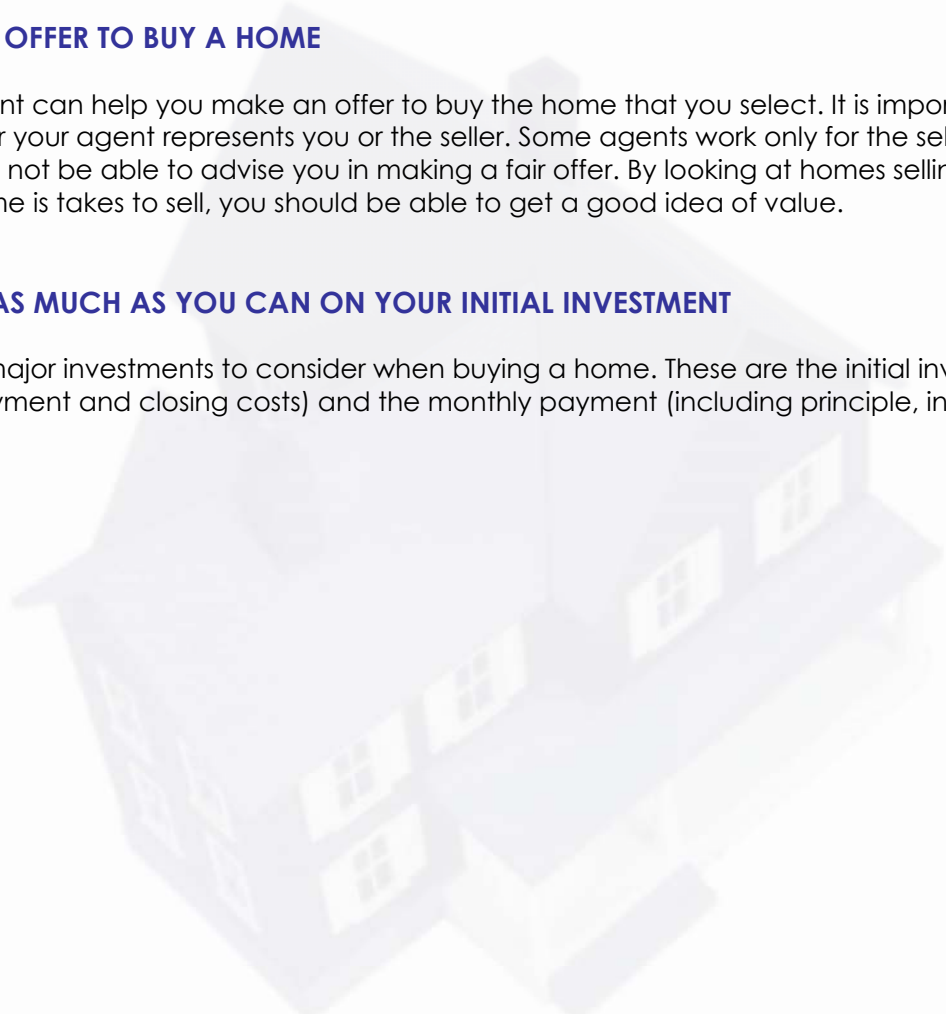 OFFER TO BUY A HOME
nt can help you make an offer to buy the home that you select. It is impor
r your agent represents you or the seller. Some agents work only for the sel
not be able to advise you in making a fair offer. By looking at homes sellin
me is takes to sell, you should be able to get a good idea of value.
AS MUCH AS YOU CAN ON YOUR INITIAL INVESTMENT
najor investments to consider when buying a home. These are the initial inv
yment and closing costs) and the monthly payment (including principle, in